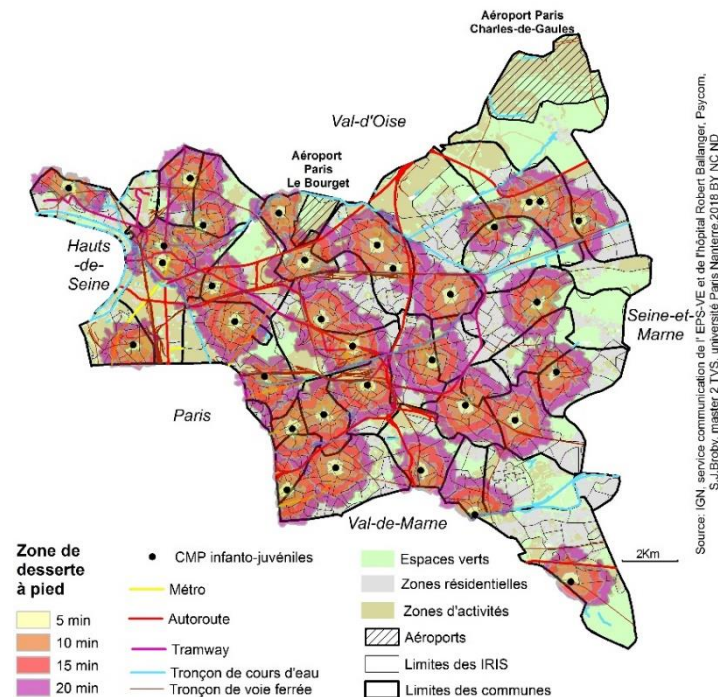 Aéroport Paris
Charles-de-Gaules
Val-d'Oise
Aéroport
Paris
Le Bourget
Hauts
-de-
Seine
Seine-et-
Marne
Paris
Val-de-Marne
2Km
Source: IGN, service communication de l' EPS-VE et de l'hôpital Robert Ballanger, Psycom,
S.J.Broby, master 2 TVS, université Paris Nanterre,2018 BY NC ND
Zone de
desserte
à pied
5 min
10 min
15 min
20 min
CMP infanto-juvéniles
Métro
Autoroute
Tramway
Tronçon de cours d'eau
Tronçon de voie ferrée
Espaces verts
Zones résidentielles
Zones d'activités
Aéroports
Limites des IRIS
Limites des communes